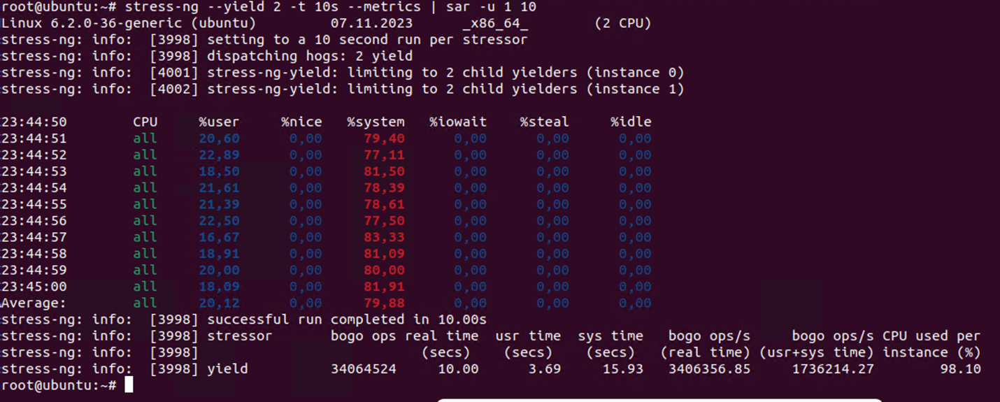 root@ubuntu:~# stress-ng --yield 2 -t 10s --metrics | sar -u 1 10
Linux 6.2.0-36-generic (ubuntu) 07.11.2023 _x86_64_ (2 CPU)
stress-ng: info: [3998] setting to a 10 second run per stressor
stress-ng: info: [3998] dispatching hogs: 2 yield
stress-ng: info: [4001] stress-ng-yield: limiting to 2 child yielders (instance 0)
stress-ng: info: [4002] stress-ng-yield: limiting to 2 child yielders (instance 1)
23:44:50 CPU %user %nice %system %iowait %steal %idle
23:44:51 all 20,60 0,00 79,40 0,00 0,00 0,00
23:44:52 all 22,89 0,00 77,11 0,00 0,00 0,00
23:44:53 all 18,50 0,00 81,50 0,00 0,00 0,00
23:44:54 all 21,61 0,00 78,39 0,00 0,00 0,00
23:44:55 all 21,39 0,00 78,61 0,00 0,00 0,00
23:44:56 all 22,50 0,00 77,50 0,00 0,00 0,00
23:44:57 all 16,67 0,00 83,33 0,00 0,00 0,00
23:44:58 all 18,91 0,00 81,09 0,00 0,00 0,00
23:44:59 all 20,00 0,00 80,00 0,00 0,00 0,00
23:45:00 all 18,09 0,00 81,91 0,00 0,00 0,00
Average: all 20,12 0,00 79,88 0,00 0,00 0,00
stress-ng: info: [3998] successful run completed in 10.00s
stress-ng: info: [3998] stressor bogo ops real time usr time sys time bogo ops/s bogo ops/s CPU used per
stress-ng: info: [3998] (secs) (secs) (secs) (real time) (usr+sys time) instance (%)
stress-ng: info: [3998] yield 34064524 10.00 3.69 15.93 3406356.85 1736214.27 98.10
root@ubuntu:~#